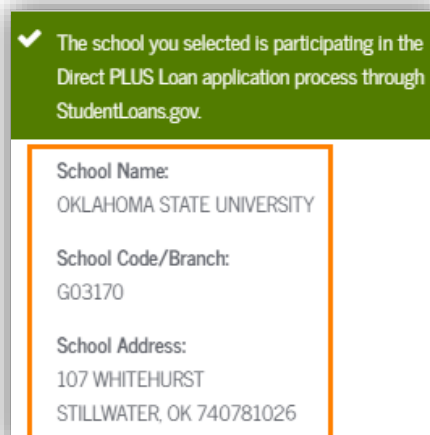 The school you selected is participating in the
Direct PLUS Loan application process through
StudentLoans.gov.
School Name:
OKLAHOMA STATE UNIVERSITY
School Code/Branch:
G03170
School Address:
107 WHITEHURST
STILLWATER, OK 740781026